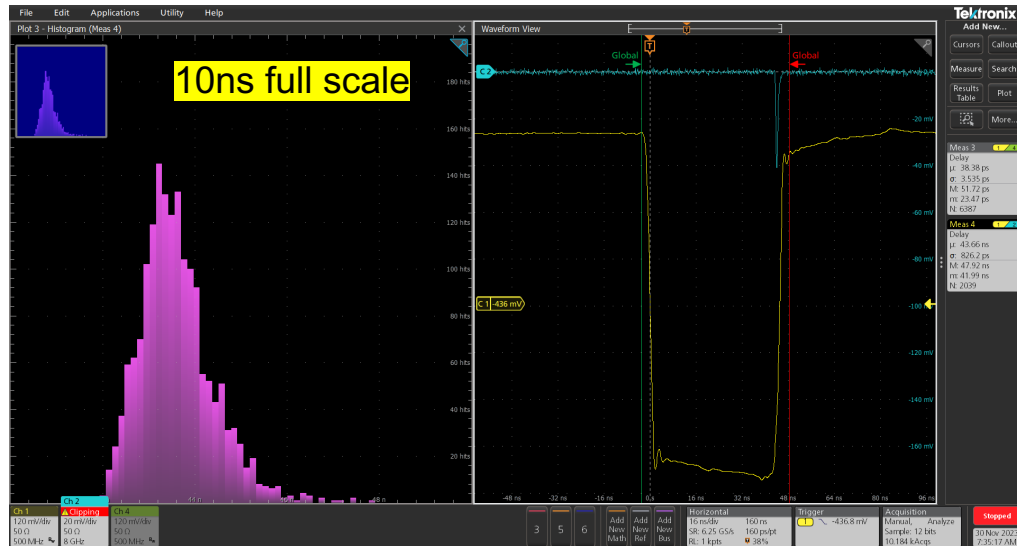 File Edit Applications Utility Help
Tektronix
Plot 3 - Histogram (Meas 4)
10ns full scale
180 hits
160 hits
140 hits
120 hits
100 hits
80 hits
60 hits
40 hits
20 hits
44 n
48 n
Waveform View
T
T
Global
Global
C 2
-20 mV
-40 mV
-60 mV
-80 mV
-100
-120 mV
-140 mV
-160 mV
C 1 -436 mV
-48 ns -32 ns -16 ns 0 s 16 ns 32 ns 48 ns 64 ns 80 ns 96 ns
Add New...
Cursors Callout
Measure Search
Results Table Plot
More...
Meas 3 1 4
Delay
μ: 38.38 ps
σ: 3.535 ps
M: 51.72 ps
m: 23.47 ps
N: 6387
Meas 4 1 2
Delay
μ: 43.66 ns
σ: 826.2 ps
M: 47.92 ns
m: 41.99 ns
N: 2039
Ch 1
120 mV/div
50 Ω
500 MHz
Ch 2
Clipping
20 mV/div
50 Ω
8 GHz
Ch 4
120 mV/div
50 Ω
500 MHz
3 5 6
Add New Math
Add New Ref
Add New Bus
Horizontal
16 ns/div 160 ns
SR: 6.25 GS/s 160 ps/pt
RL: 1 kpts 38%
Trigger
1 -436.8 mV
Acquisition
Manual, Analyze
Sample: 12 bits
10.184 kAcqs
Stopped
30 Nov 2023
7:35:17 AM